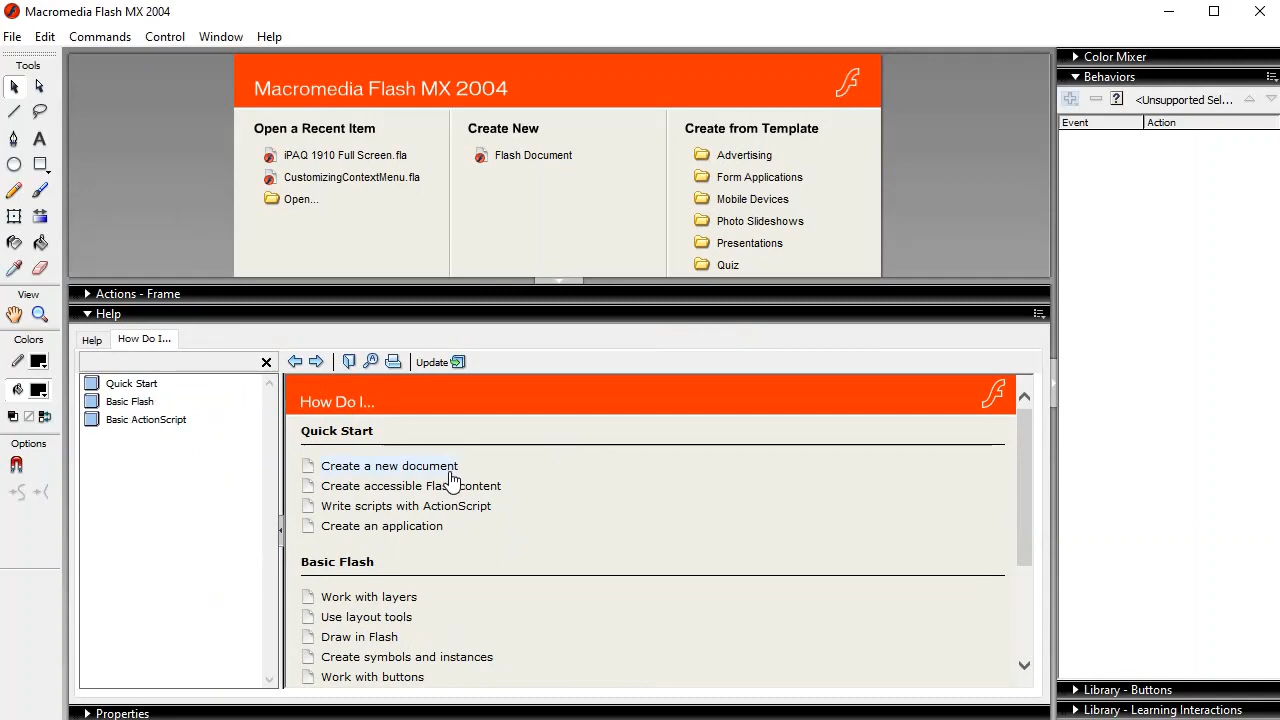 Macromedia Flash MX 2004
File Edit Commands Control Window Help
Tools
View
Colors
Options
Macromedia Flash MX 2004
Open a Recent Item
iPAQ 1910 Full Screen.fla
CustomizingContextMenu.fla
Open...
Create New
Flash Document
Create from Template
Advertising
Form Applications
Mobile Devices
Photo Slideshows
Presentations
Quiz
Actions - Frame
Help
Help How Do I...
Update
Quick Start
Basic Flash
Basic ActionScript
How Do I...
Quick Start
Create a new document
Create accessible Flash content
Write scripts with ActionScript
Create an application
Basic Flash
Work with layers
Use layout tools
Draw in Flash
Create symbols and instances
Work with buttons
Properties
Color Mixer
Behaviors
<Unsupported Sel...
Event Action
Library - Buttons
Library - Learning Interactions